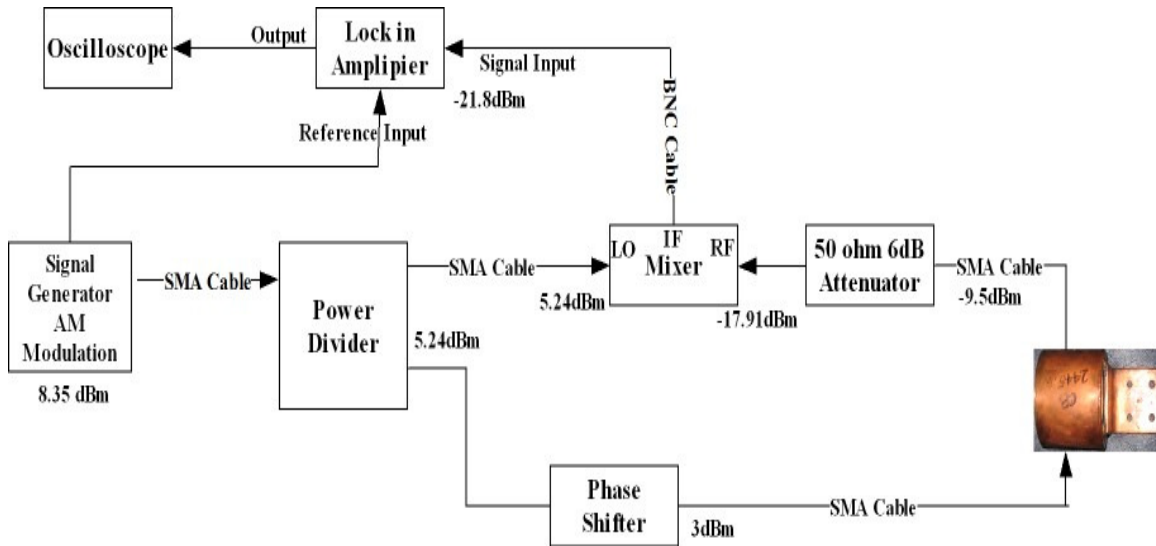 Oscilloscope
Output
Lock in
Amplipier
Signal Input
-21.8dBm
Reference Input
BNC Cable
Signal
Generator
AM
Modulation
8.35 dBm
SMA Cable
Power
Divider
5.24dBm
SMA Cable
LO
IF
RF
Mixer
5.24dBm
-17.91dBm
50 ohm 6dB
Attenuator
SMA Cable
-9.5dBm
Phase
Shifter
3dBm
SMA Cable